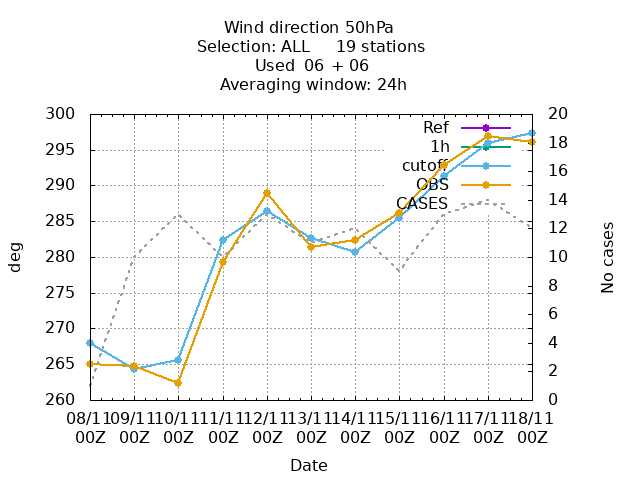 Wind direction 50hPa
Selection: ALL 19 stations
Used 06 + 06
Averaging window: 24h
300
295
290
285
280
275
270
265
260
deg
20
18
16
14
12
10
8
6
4
2
0
No cases
Ref
1h
cutoff
OBS
CASES
08/11 09/11 10/11 11/11 12/11 13/11 14/11 15/11 16/11 17/11 18/11
00Z 00Z 00Z 00Z 00Z 00Z 00Z 00Z 00Z 00Z 00Z
Date